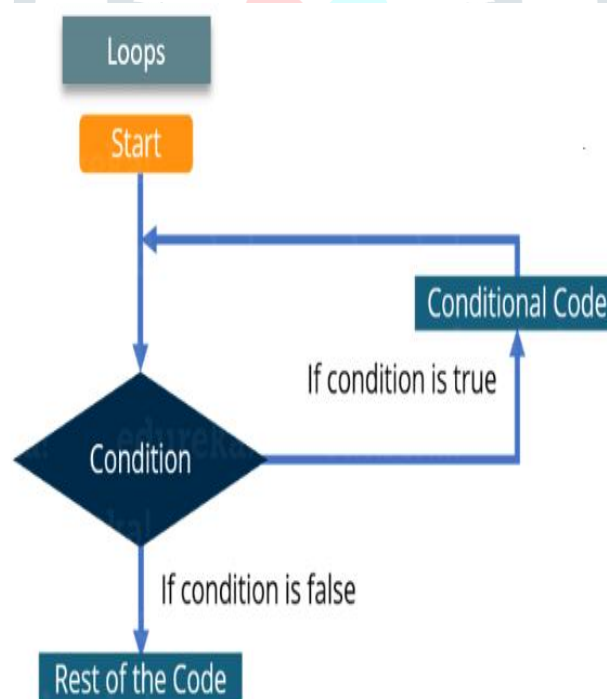 Loops
Start
Conditional Code
If condition is true
Condition
If condition is false
Rest of the Code